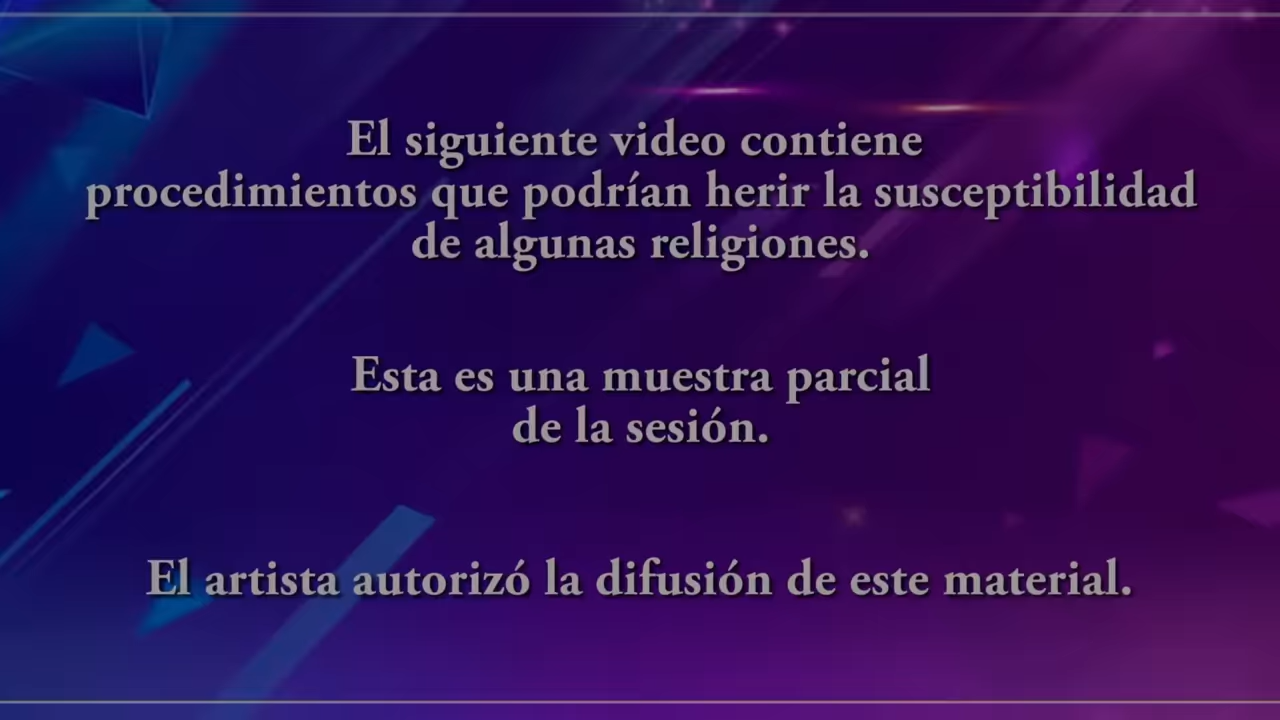 El siguiente video contiene
procedimientos que podrían herir la susceptibilidad
de algunas religiones.
Esta es una muestra parcial
de la sesión.
El artista autorizó la difusión de este material.